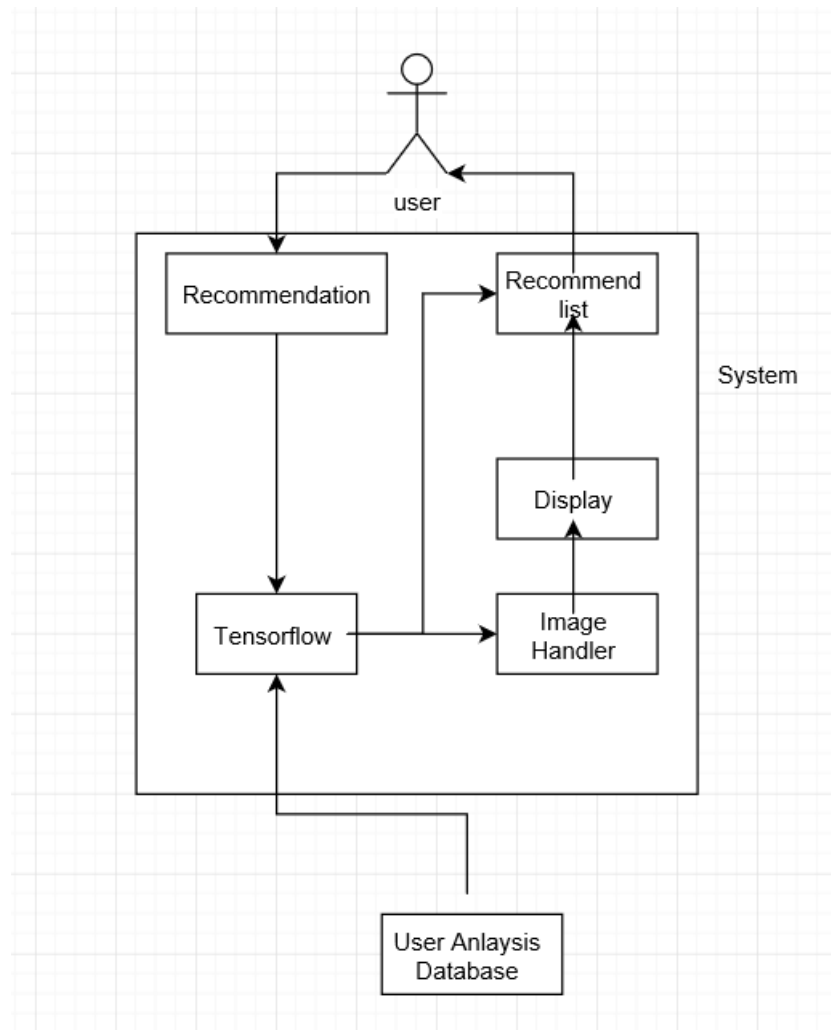 user
Recommendation
Recommend
list
System
Display
Tensorflow
Image
Handler
User Anlaysis
Database